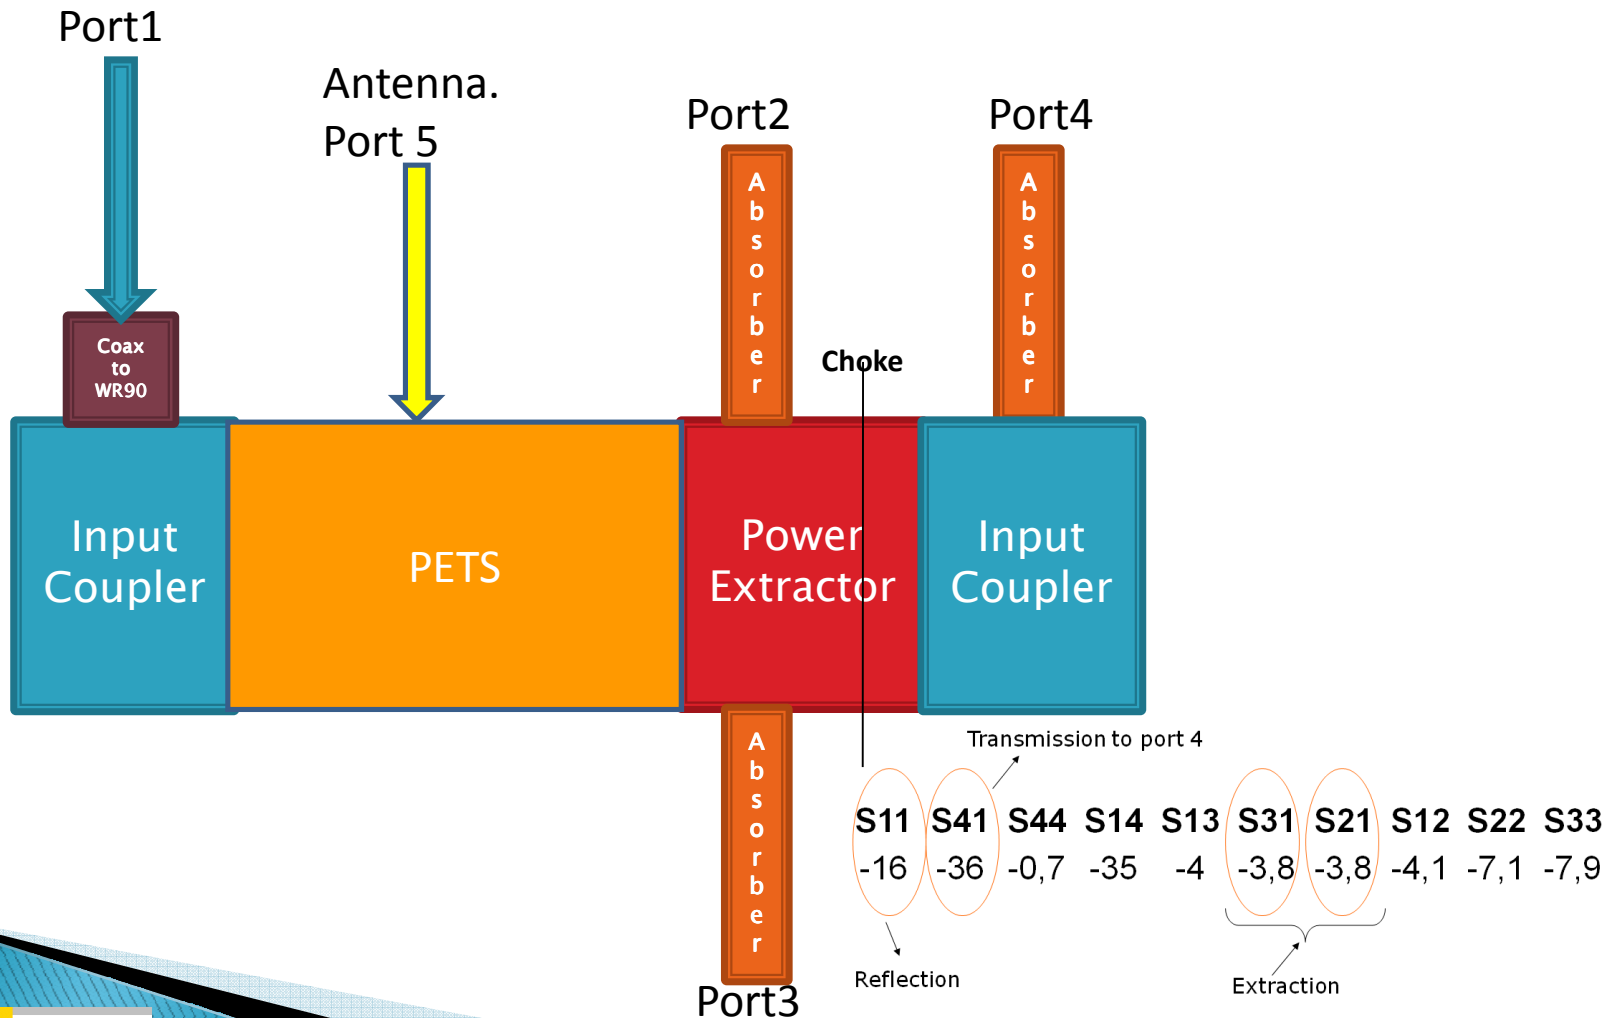 Port1
Antenna.
Port 5
Port2
Port4
A
b
s
o
r
b
e
r
A
b
s
o
r
b
e
r
Coax
to
WR90
Choke
Input
Coupler
PETS
Power
Extractor
Input
Coupler
A
b
s
o
r
b
e
r
Port3
Transmission to port 4
S11 S41 S44 S14 S13 S31 S21 S12 S22 S33
-16 -36 -0,7 -35 -4 -3,8 -3,8 -4,1 -7,1 -7,9
Reflection
Extraction